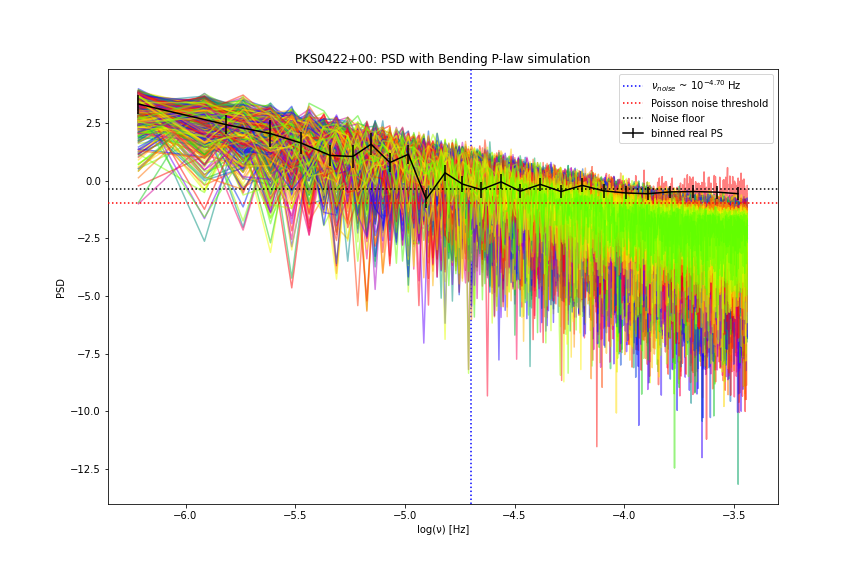 PKS0422+00: PSD with Bending P-law simulation
ν_noise ~ 10^−4.70 Hz
Poisson noise threshold
Noise floor
binned real PS
PSD
2.5
0.0
−2.5
−5.0
−7.5
−10.0
−12.5
−6.0 −5.5 −5.0 −4.5 −4.0 −3.5
log(ν) [Hz]